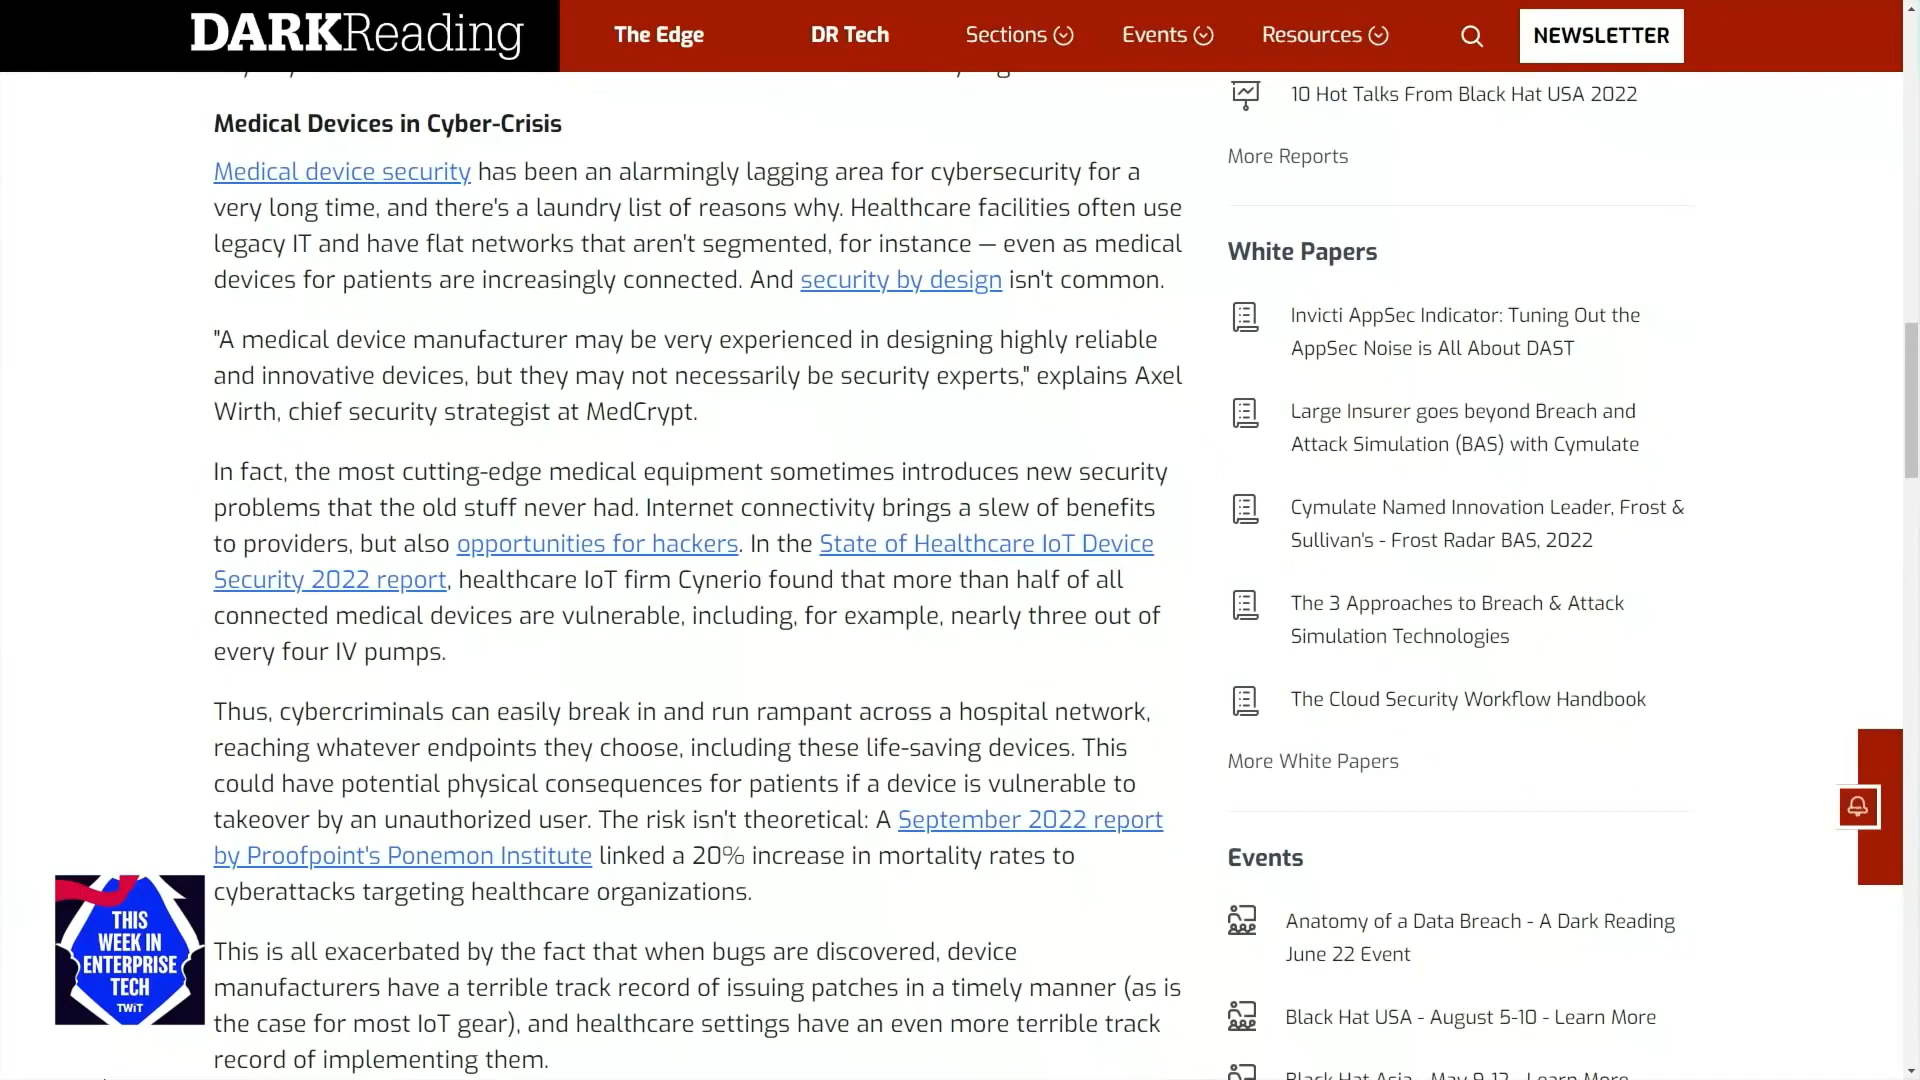 DARKReading
The Edge
DR Tech
Sections
Events
Resources
NEWSLETTER
Medical Devices in Cyber-Crisis
Medical device security has been an alarmingly lagging area for cybersecurity for a
very long time, and there's a laundry list of reasons why. Healthcare facilities often use
legacy IT and have flat networks that aren't segmented, for instance — even as medical
devices for patients are increasingly connected. And security by design isn't common.
"A medical device manufacturer may be very experienced in designing highly reliable
and innovative devices, but they may not necessarily be security experts," explains Axel
Wirth, chief security strategist at MedCrypt.
In fact, the most cutting-edge medical equipment sometimes introduces new security
problems that the old stuff never had. Internet connectivity brings a slew of benefits
to providers, but also opportunities for hackers. In the State of Healthcare IoT Device
Security 2022 report, healthcare IoT firm Cynerio found that more than half of all
connected medical devices are vulnerable, including, for example, nearly three out of
every four IV pumps.
Thus, cybercriminals can easily break in and run rampant across a hospital network,
reaching whatever endpoints they choose, including these life-saving devices. This
could have potential physical consequences for patients if a device is vulnerable to
takeover by an unauthorized user. The risk isn't theoretical: A September 2022 report
by Proofpoint's Ponemon Institute linked a 20% increase in mortality rates to
cyberattacks targeting healthcare organizations.
This is all exacerbated by the fact that when bugs are discovered, device
manufacturers have a terrible track record of issuing patches in a timely manner (as is
the case for most IoT gear), and healthcare settings have an even more terrible track
record of implementing them.
THIS
WEEK IN
ENTERPRISE
TECH
TWiT
10 Hot Talks From Black Hat USA 2022
More Reports
White Papers
Invicti AppSec Indicator: Tuning Out the
AppSec Noise is All About DAST
Large Insurer goes beyond Breach and
Attack Simulation (BAS) with Cymulate
Cymulate Named Innovation Leader, Frost &
Sullivan's - Frost Radar BAS, 2022
The 3 Approaches to Breach & Attack
Simulation Technologies
The Cloud Security Workflow Handbook
More White Papers
Events
Anatomy of a Data Breach - A Dark Reading
June 22 Event
Black Hat USA - August 5-10 - Learn More
Black Hat Asia - May 9-12 - Learn More